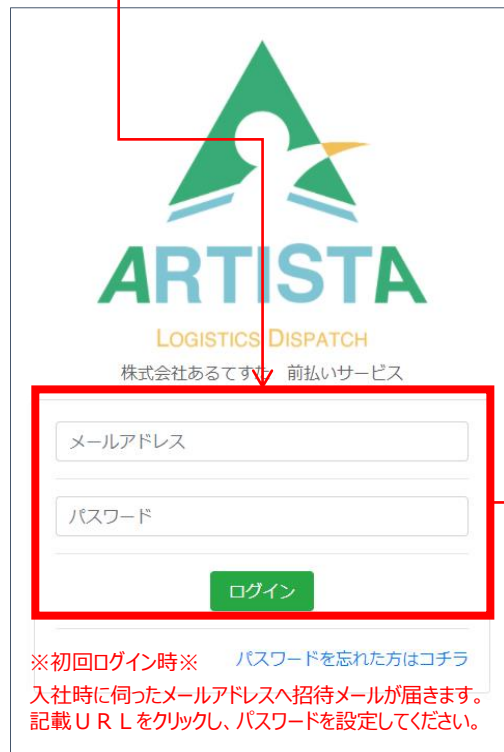 ARTISTA
LOGISTICS DISPATCH
株式会社あるてすた 前払いサービス
メールアドレス
パスワード
ログイン
※初回ログイン時※ パスワードを忘れた方はコチラ
入社時に伺ったメールアドレスへ招待メールが届きます。
記載ＵＲＬをクリックし、パスワードを設定してください。